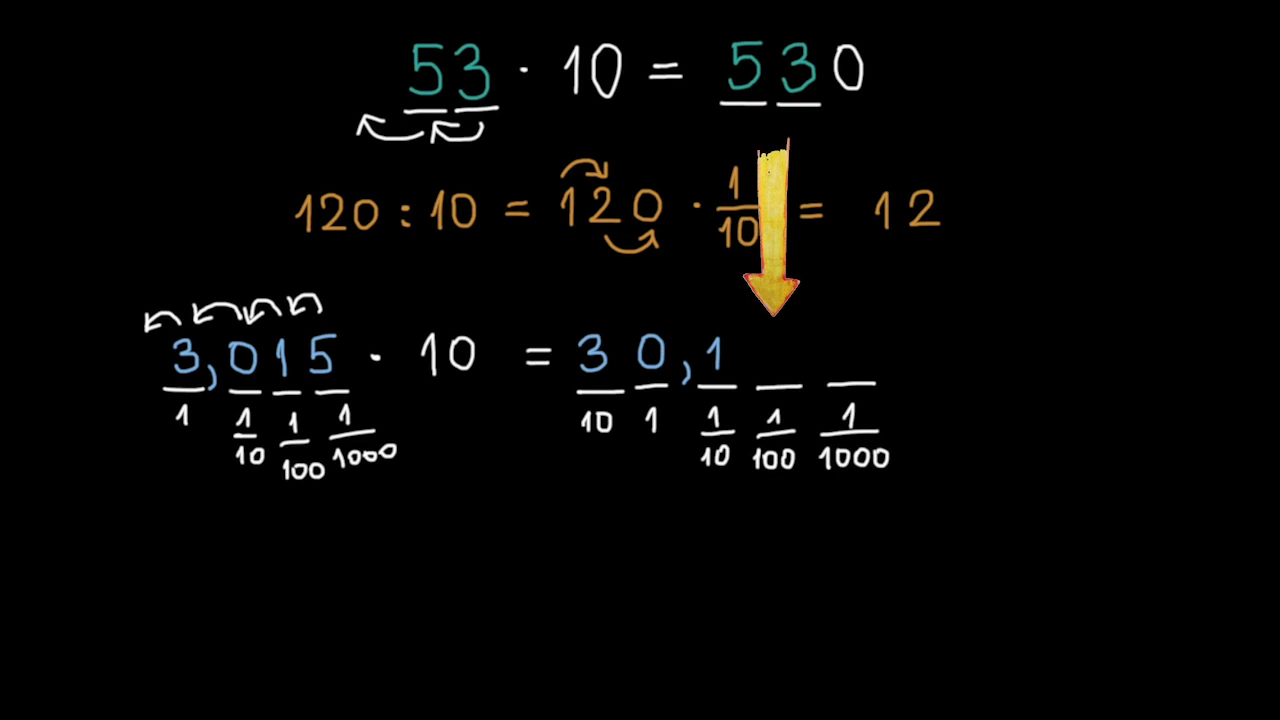 53 · 10 = 530
120 : 10 = 120 · 1/10 = 12
3,015 · 10 = 30,1
1 1/10 1/100 1/1000 10 1 1/10 1/100 1/1000